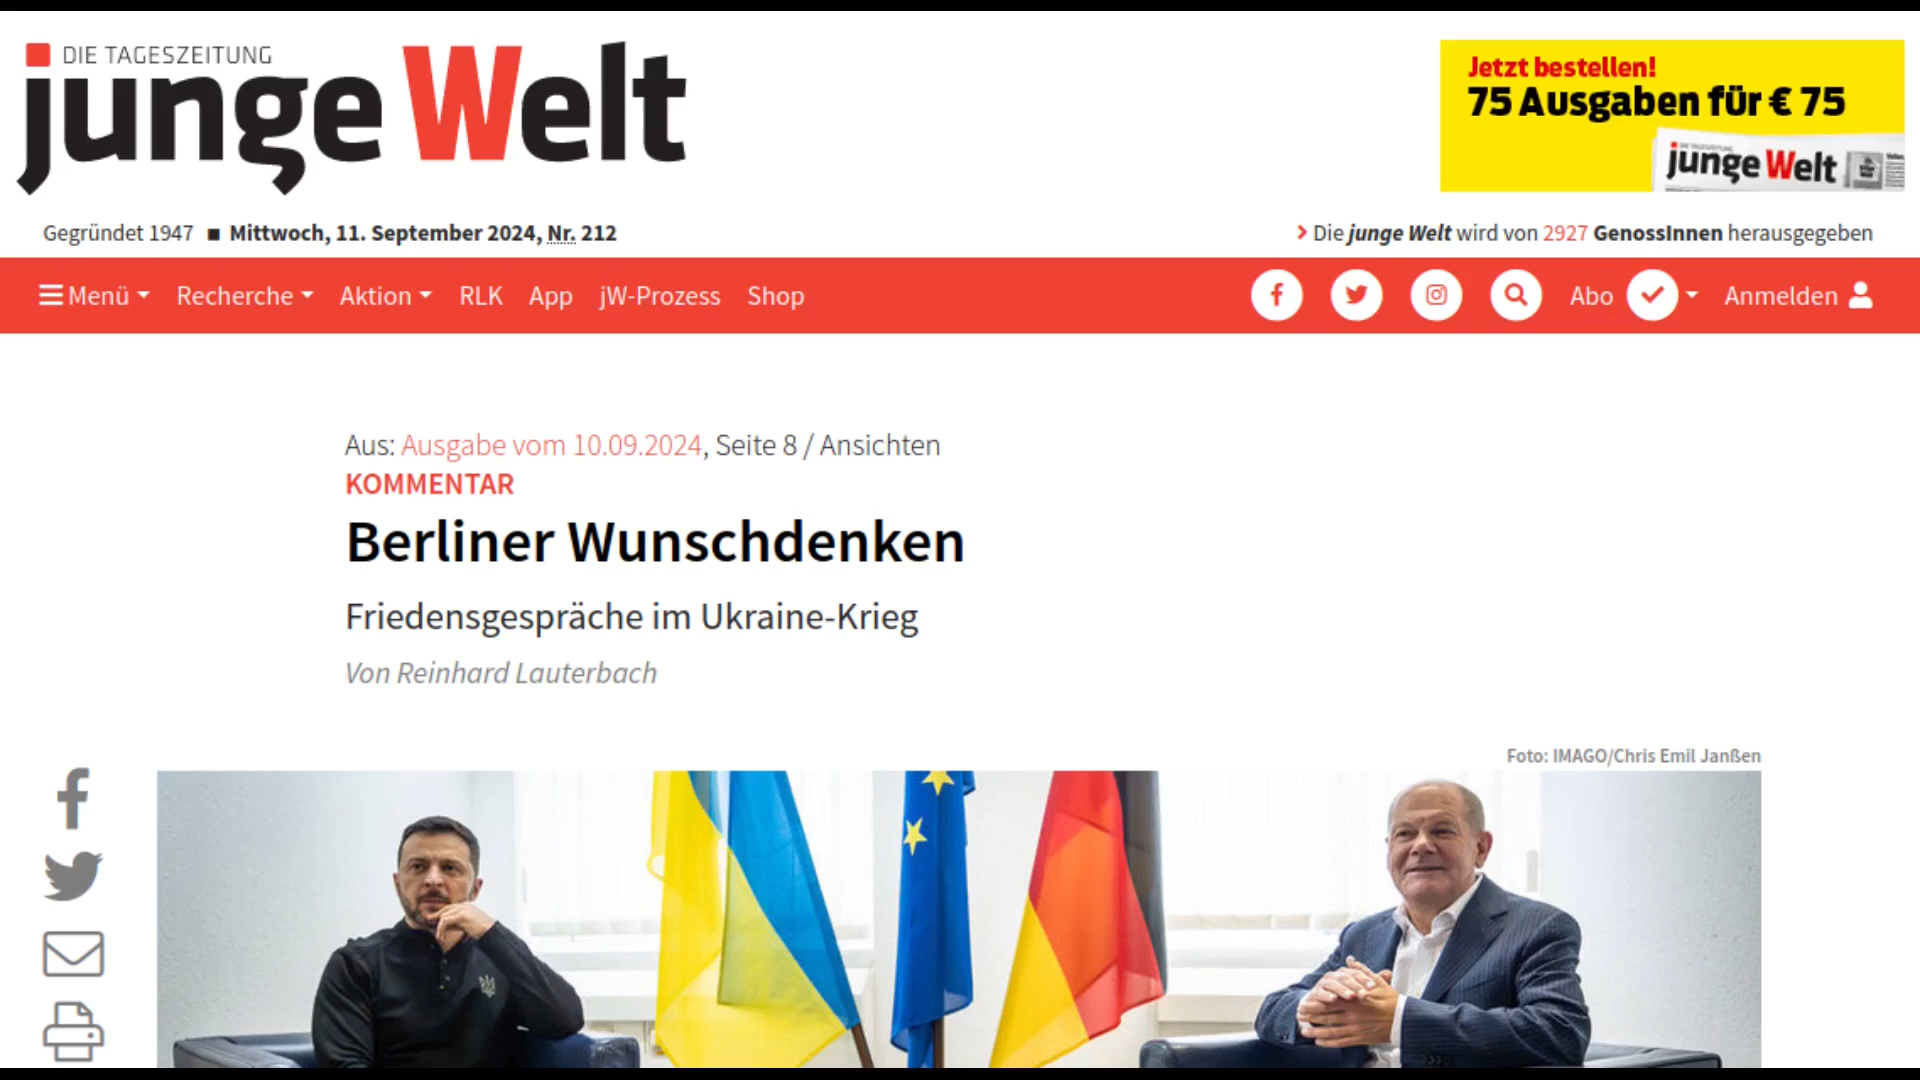 DIE TAGESZEITUNG
junge Welt
Jetzt bestellen!
75 Ausgaben für € 75
junge Welt
Gegründet 1947 ■ Mittwoch, 11. September 2024, Nr. 212
Die junge Welt wird von 2927 GenossInnen herausgegeben
Menü Recherche Aktion RLK App jW-Prozess Shop
Abo Anmelden
Aus: Ausgabe vom 10.09.2024, Seite 8 / Ansichten
KOMMENTAR
Berliner Wunschdenken
Friedensgespräche im Ukraine-Krieg
Von Reinhard Lauterbach
Foto: IMAGO/Chris Emil Janßen